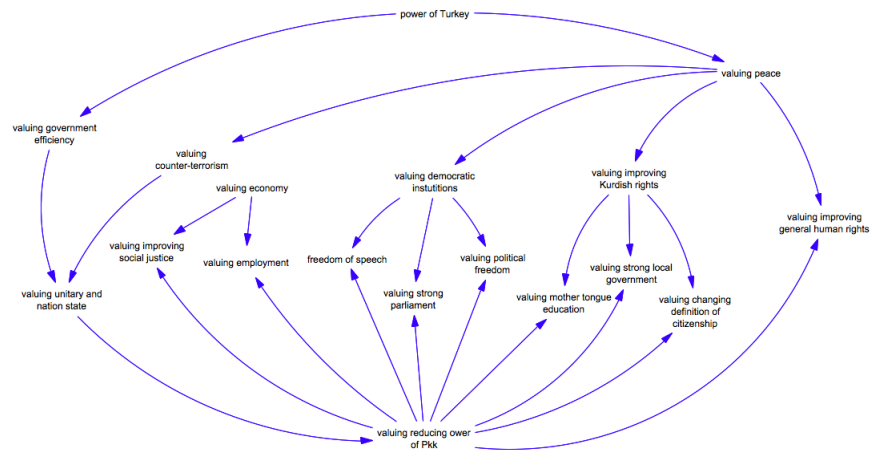 power of Turkey
valuing peace
valuing government
efficiency
valuing
counter-terrorism
valuing economy
valuing democratic
instutitions
valuing improving
Kurdish rights
valuing improving
general human rights
valuing improving
social justice
valuing employment
freedom of speech
valuing political
freedom
valuing strong local
government
valuing unitary and
nation state
valuing strong
parliament
valuing mother tongue
education
valuing changing
definition of
citizenship
valuing reducing ower
of Pkk